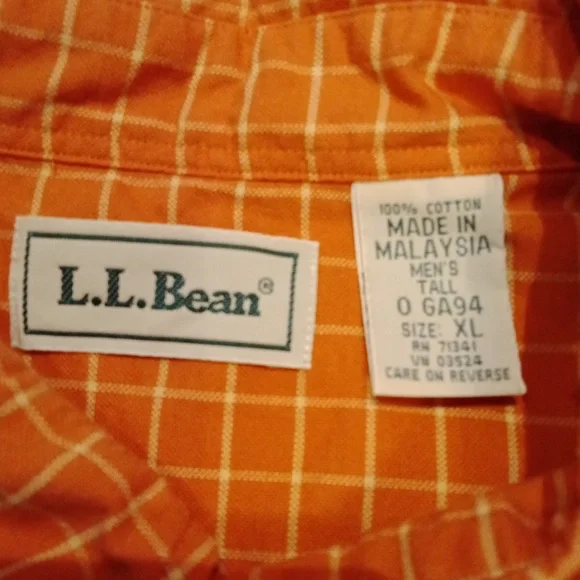 L.L.Bean®
100% COTTON
MADE IN
MALAYSIA
MEN'S
TALL
0 GA94
SIZE: XL
RN 71341
VN 03524
CARE ON REVERSE